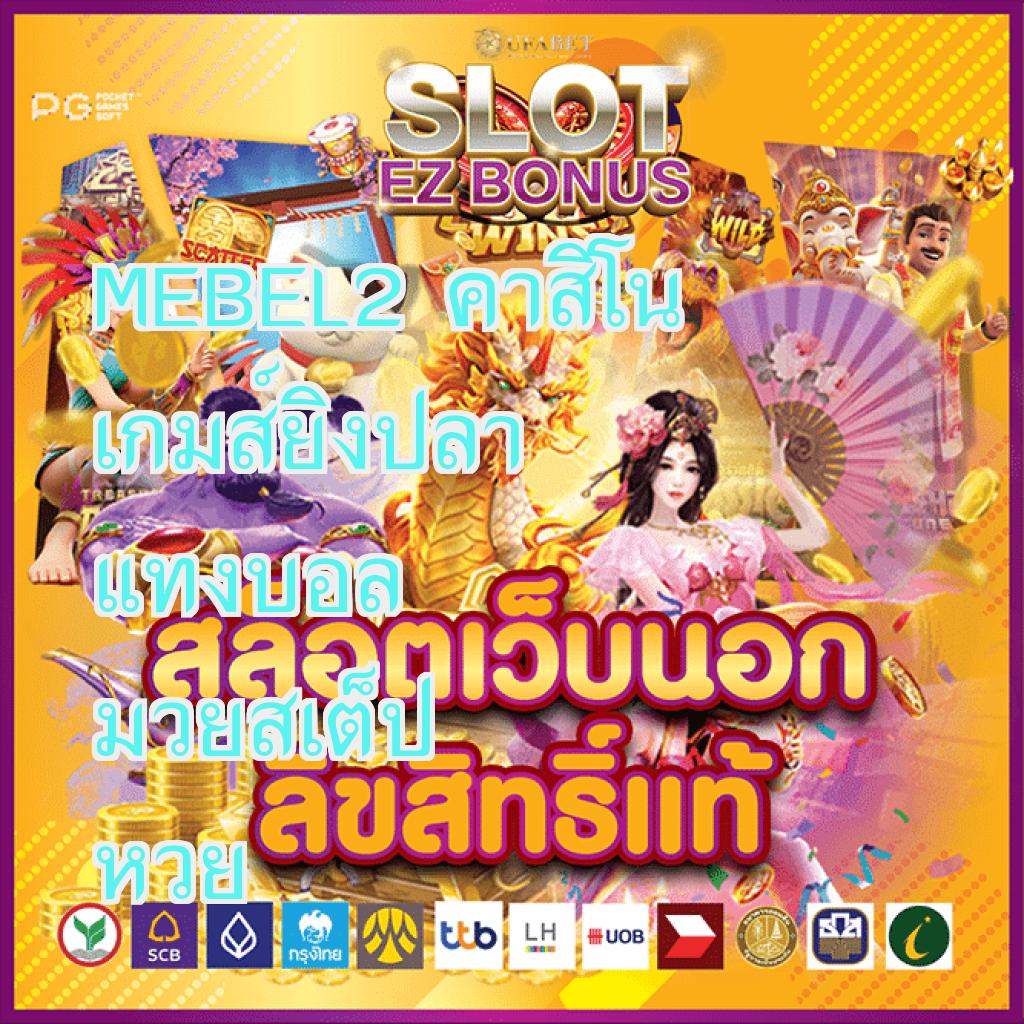 UFABET
PG POCKET GAMES SOFT
SLOT
EZ BONUS
WILD
SCATTER
MEBEL2 คาสิโน
เกมส์ยิงปลา
แทงบอล
สล็อตเว็บนอก
มวยสเต็ป
ลิขสิทธิ์แท้
หวย
SCB
กรุงไทย
ttb
LH
UOB